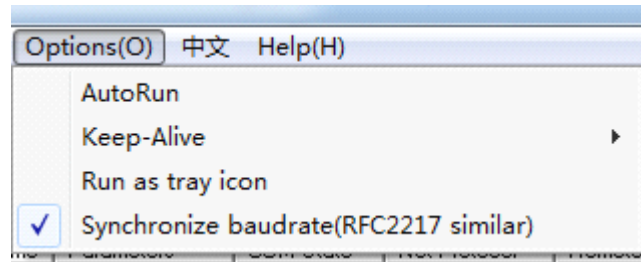 Options(O) 中文 Help(H)
AutoRun
Keep-Alive
Run as tray icon
Synchronize baudrate(RFC2217 similar)